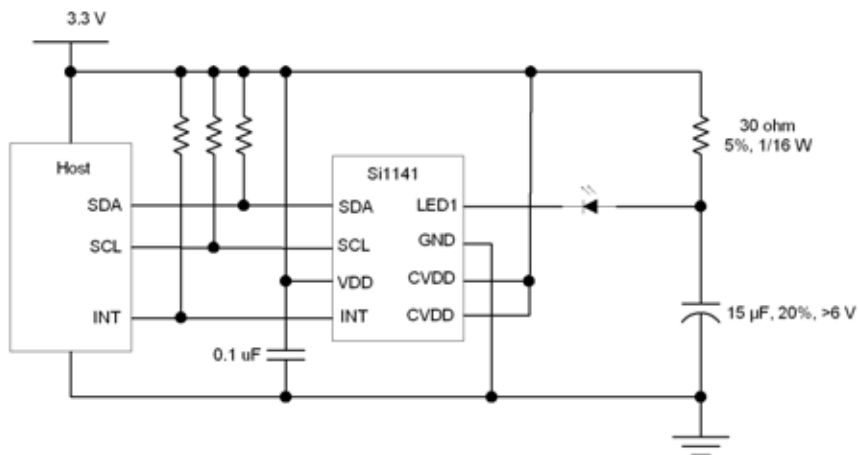 3.3 V
Host
SDA
SCL
INT
Si1141
SDA
SCL
VDD
INT
LED1
GND
CVDD
CVDD
0.1 uF
30 ohm
5%, 1/16 W
15 µF, 20%, >6 V